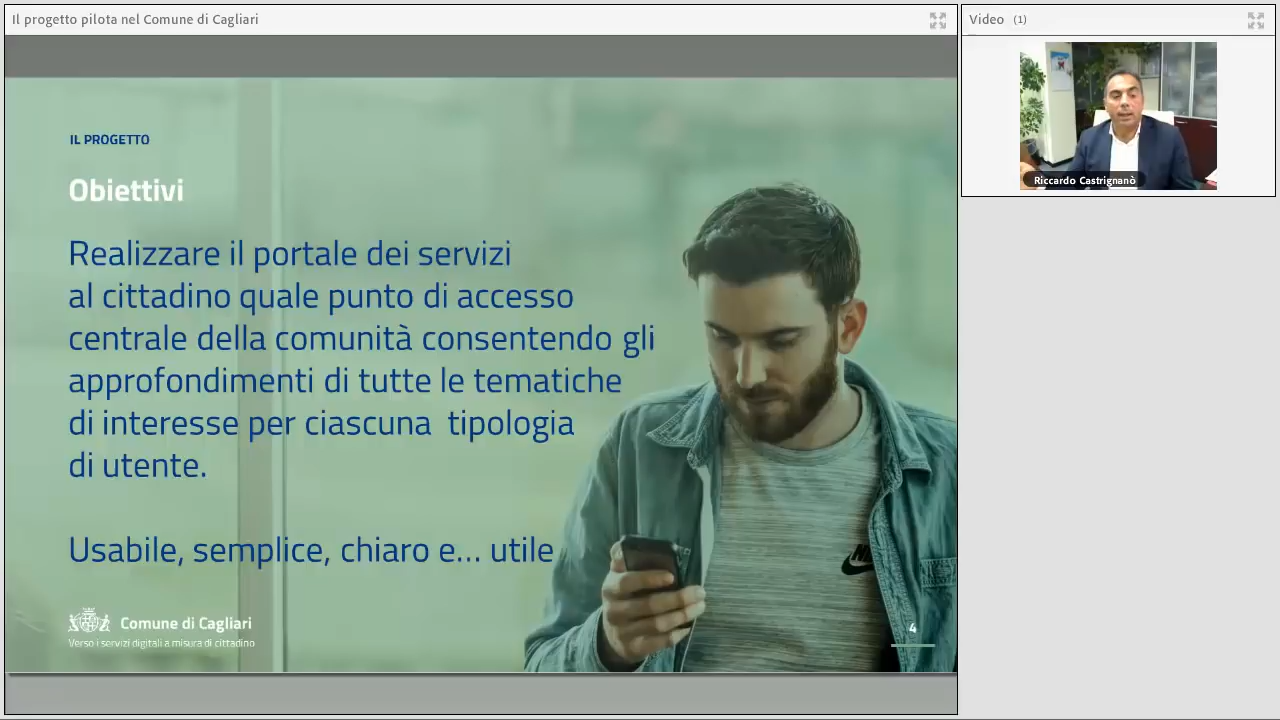 Il progetto pilota nel Comune di Cagliari
Video (1)
Riccardo Castrignanò
IL PROGETTO
Obiettivi
Realizzare il portale dei servizi
al cittadino quale punto di accesso
centrale della comunità consentendo gli
approfondimenti di tutte le tematiche
di interesse per ciascuna tipologia
di utente.
Usabile, semplice, chiaro e... utile
Comune di Cagliari
Verso i servizi digitali a misura di cittadino
4